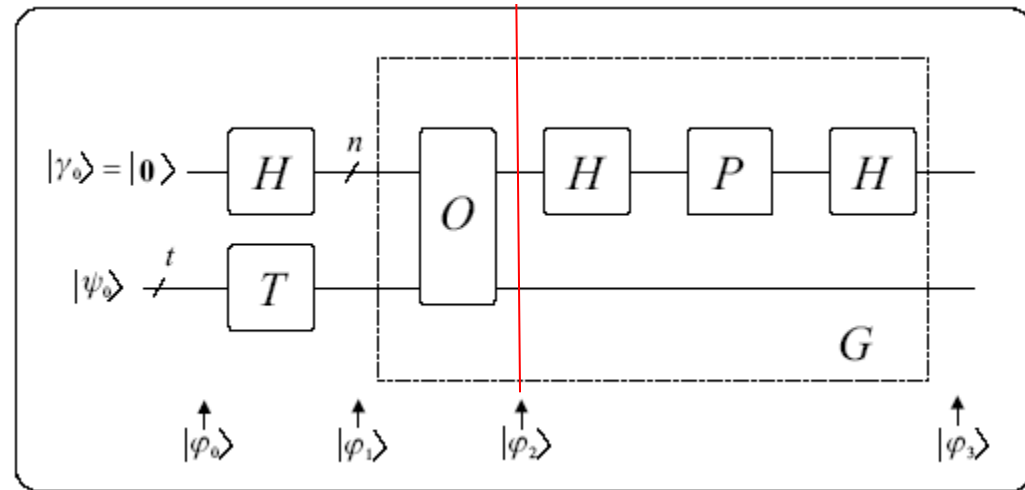 n
|γ₀⟩ = |0⟩ H O H P H
t
|ψ₀⟩ T
G
|φ₀⟩ |φ₁⟩ |φ₂⟩ |φ₃⟩